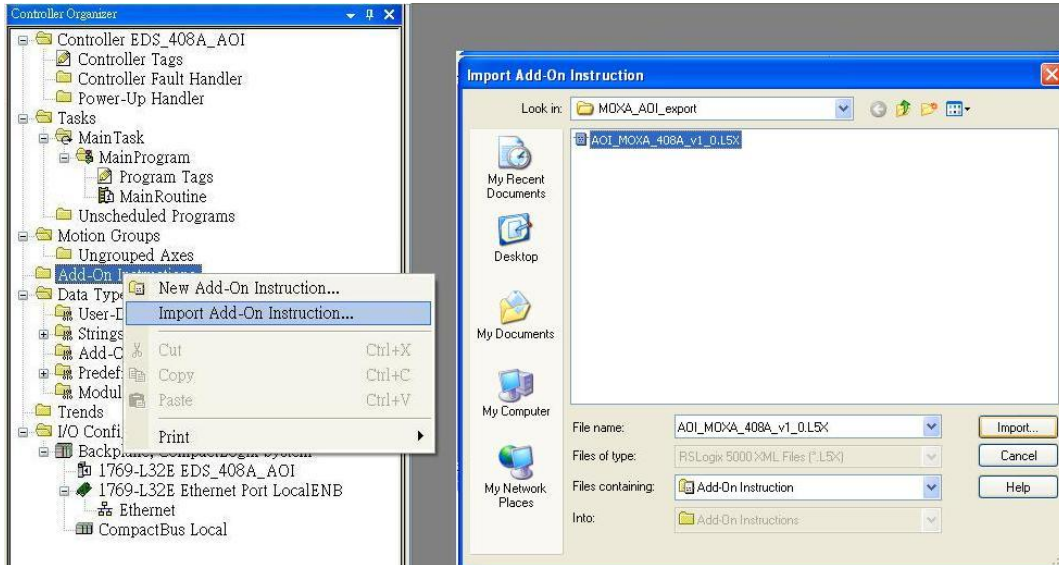 Controller Organizer
Controller EDS_408A_AOI
Controller Tags
Controller Fault Handler
Power-Up Handler
Tasks
MainTask
MainProgram
Program Tags
MainRoutine
Unscheduled Programs
Motion Groups
Ungrouped Axes
Add-On
Data Type
User-D
Strings
Add-C
Predef
Modul
Trends
I/O Confi
Backplane, CompactLogix System
1769-L32E EDS_408A_AOI
1769-L32E Ethernet Port LocalENB
Ethernet
CompactBus Local
New Add-On Instruction...
Import Add-On Instruction...
Cut Ctrl+X
Copy Ctrl+C
Paste Ctrl+V
Print
Import Add-On Instruction
Look in: MOXA_AOI_export
AOI_MOXA_408A_v1_0.L5X
My Recent
Documents
Desktop
My Documents
My Computer
My Network
Places
File name: AOI_MOXA_408A_v1_0.L5X Import...
Files of type: RSLogix 5000 XML Files (*.L5X) Cancel
Files containing: Add-On Instruction Help
Into: Add-On Instructions